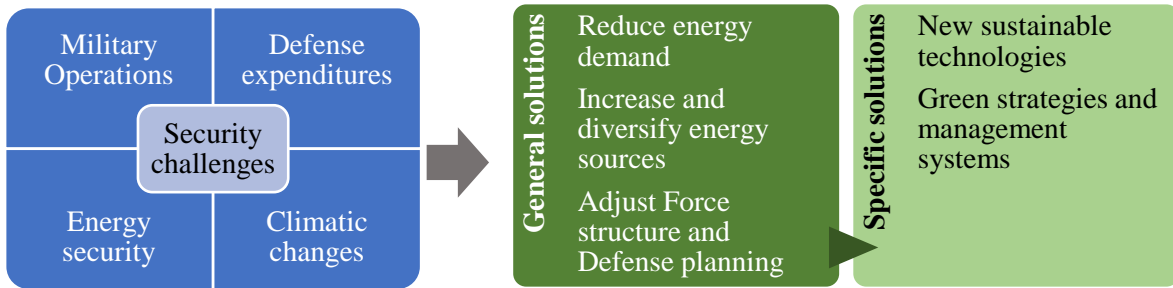 Military
Operations
Defense
expenditures
Security
challenges
Energy
security
Climatic
changes
General solutions
Reduce energy
demand
Increase and
diversify energy
sources
Adjust Force
structure and
Defense planning
Specific solutions
New sustainable
technologies
Green strategies and
management
systems